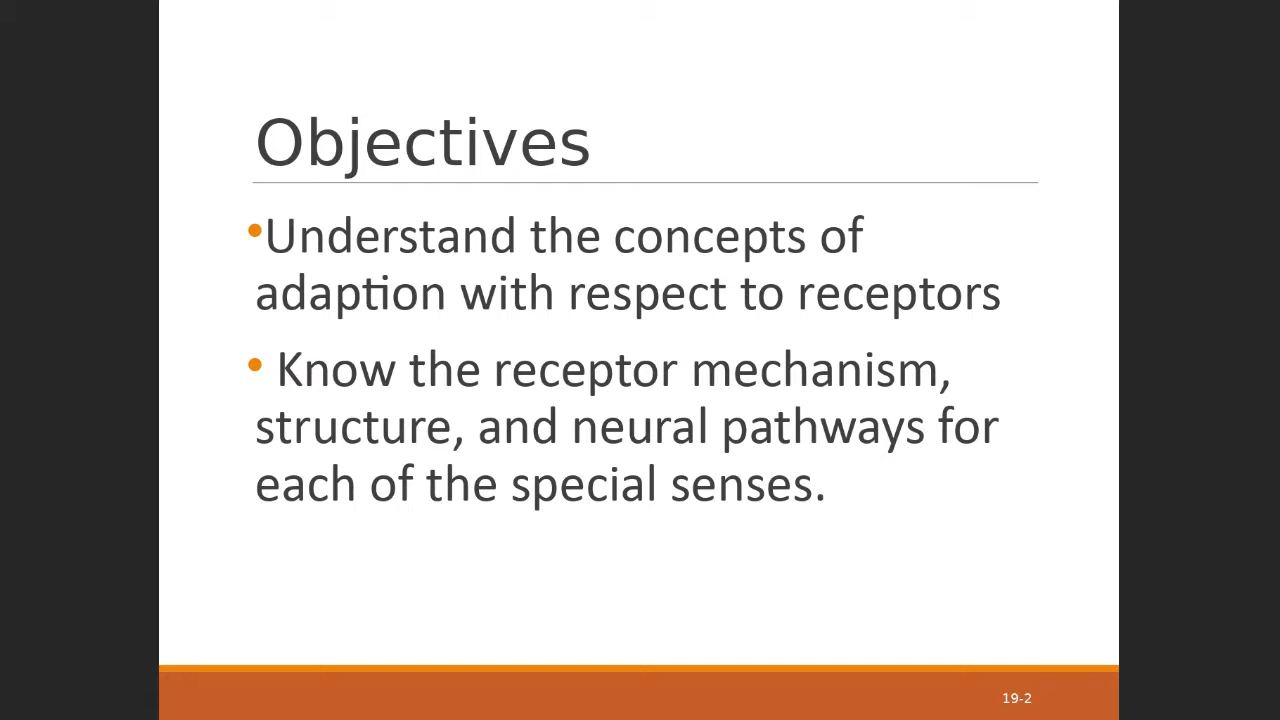 Objectives
•Understand the concepts of
adaption with respect to receptors
• Know the receptor mechanism,
structure, and neural pathways for
each of the special senses.
19-2